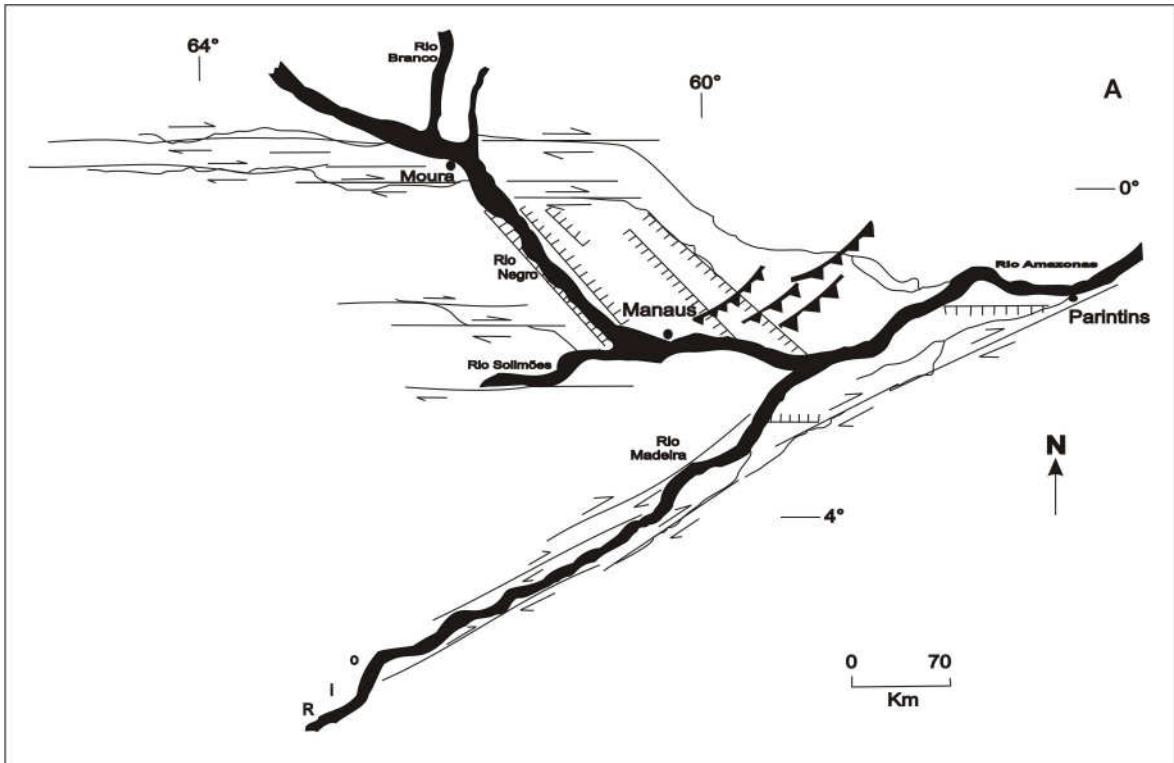 Rio
Branco
64°
60°
A
Moura
0°
Rio
Negro
Rio Amazonas
Manaus
Parintins
Rio Solimões
Rio
Madeira
N
4°
o
i
R
0 70
Km